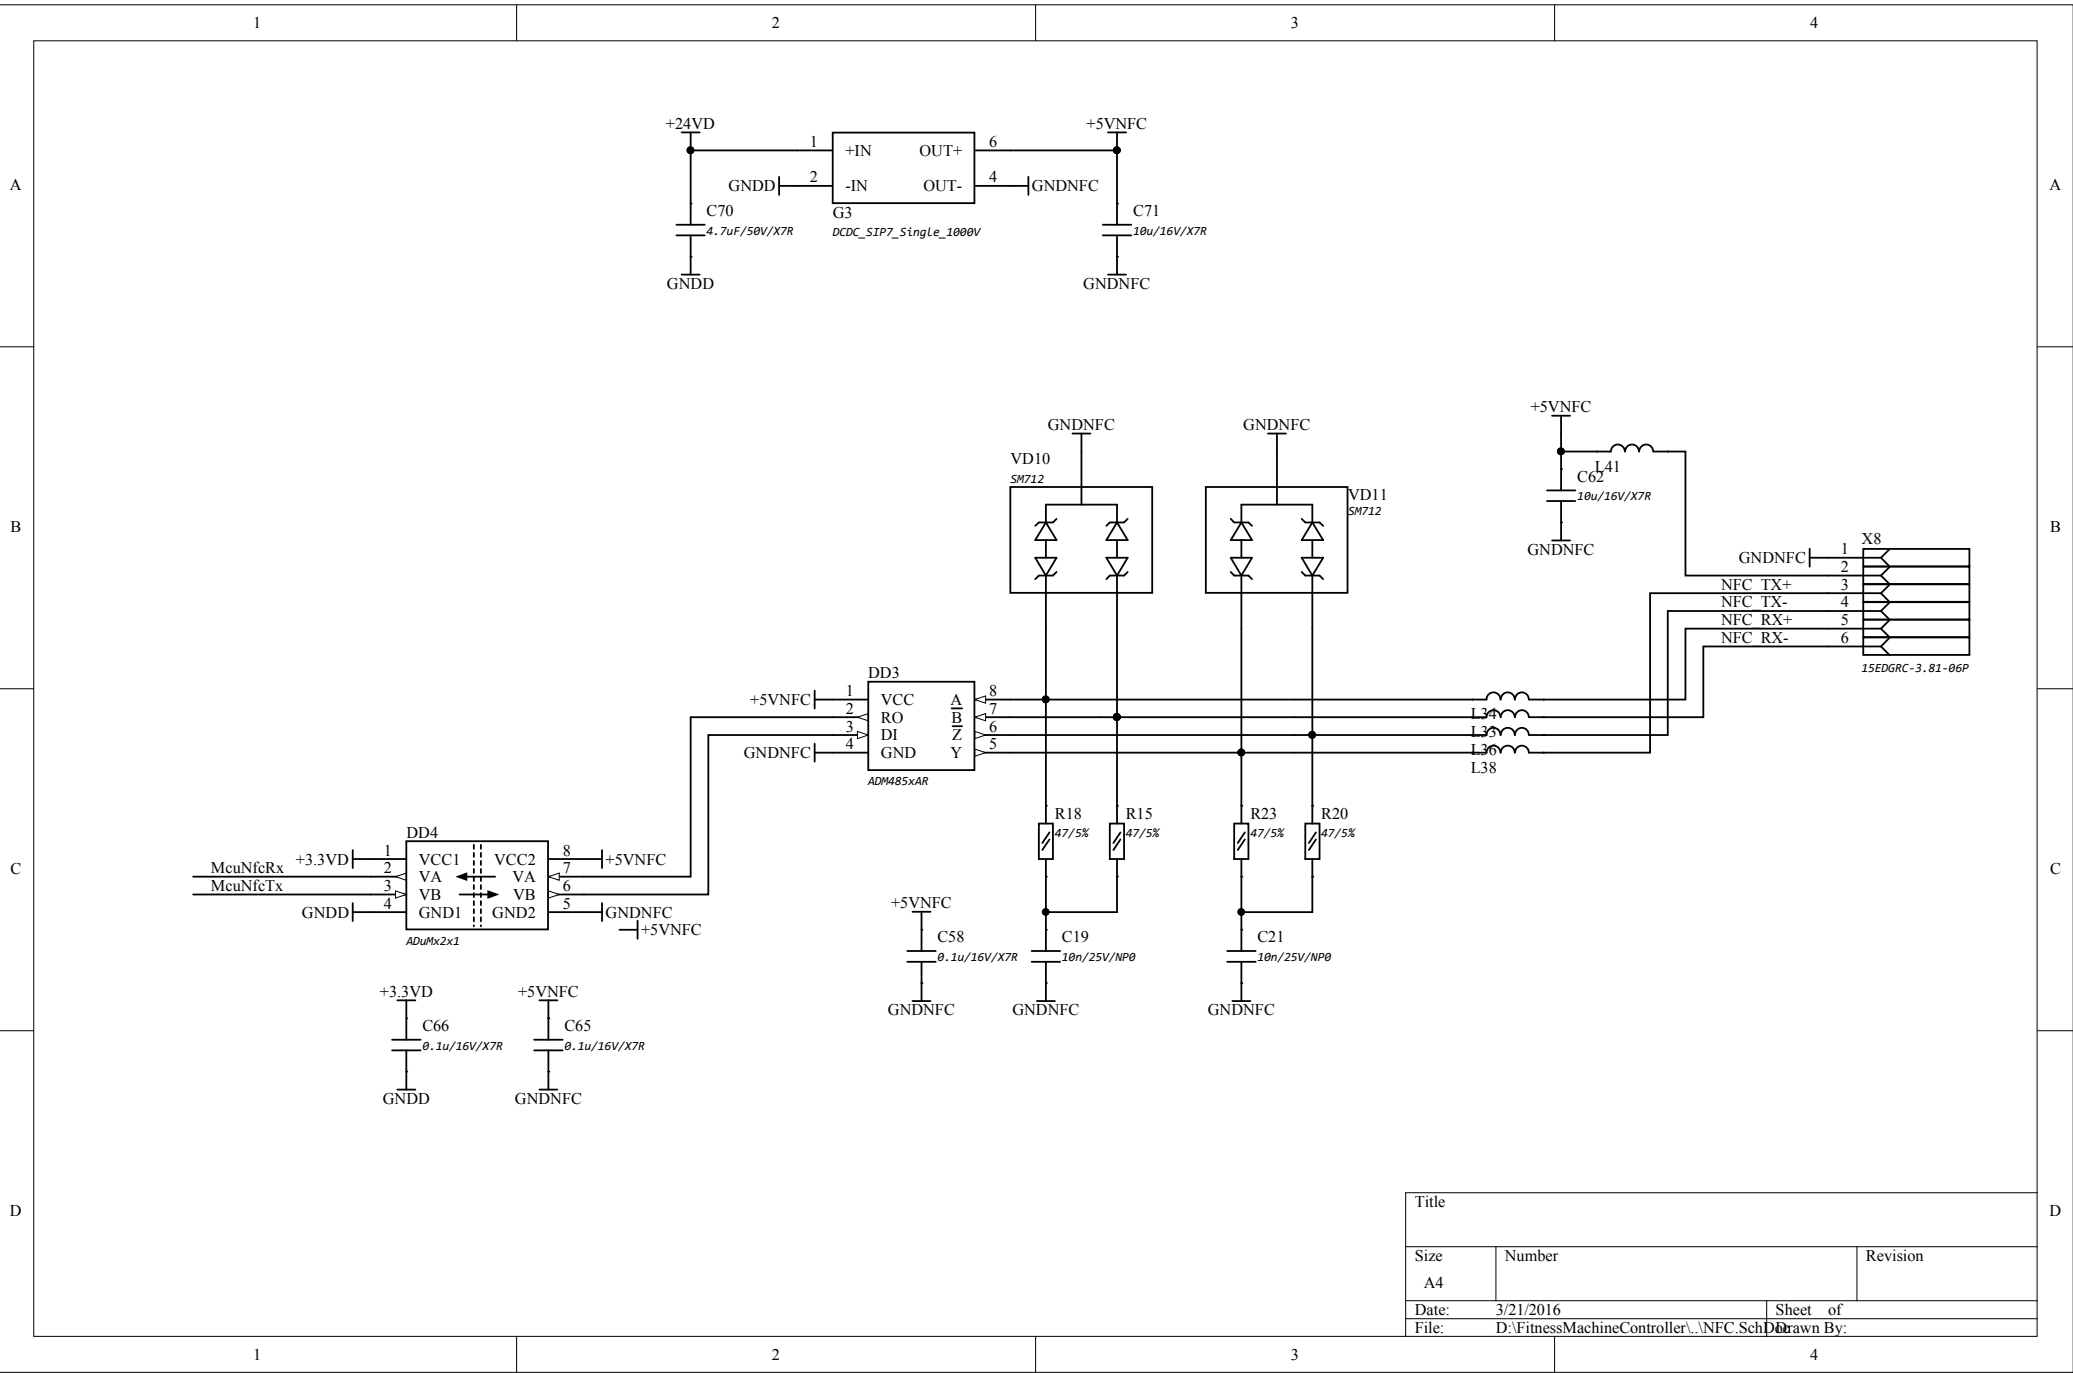 1 2 3 4
A A
B B
C C
D D
1 2 3 4
+24VD
1 +IN OUT+ 6
+5VNFC
GNDD 2 -IN OUT- 4 GNDNFC
G3
DCDC_SIP7_Single_1000V
C70
4.7uF/50V/X7R
GNDD
C71
10u/16V/X7R
GNDNFC
GNDNFC
VD10
SM712
GNDNFC
VD11
SM712
+5VNFC
L41
C62
10u/16V/X7R
GNDNFC
X8
GNDNFC 1
2
NFC_TX+ 3
NFC_TX- 4
NFC_RX+ 5
NFC_RX- 6
15EDGRC-3.81-06P
DD3
+5VNFC 1 VCC A 8
2 RO B 7
3 DI Z 6
GNDNFC 4 GND Y 5
ADM485xAR
L34
L35
L36
L38
R18
47/5%
R15
47/5%
R23
47/5%
R20
47/5%
DD4
+3.3VD 1 VCC1 VCC2 8 +5VNFC
McuNfcRx 2 VA VA 7
McuNfcTx 3 VB VB 6
GNDD 4 GND1 GND2 5 GNDNFC
+5VNFC
ADuMx2x1
+5VNFC
C58
0.1u/16V/X7R
GNDNFC
C19
10n/25V/NP0
GNDNFC
C21
10n/25V/NP0
GNDNFC
+3.3VD
C66
0.1u/16V/X7R
GNDD
+5VNFC
C65
0.1u/16V/X7R
GNDNFC
Title
Size Number Revision
A4
Date: 3/21/2016 Sheet of
File: D:\FitnessMachineController\..\NFC.SchDoc Drawn By: